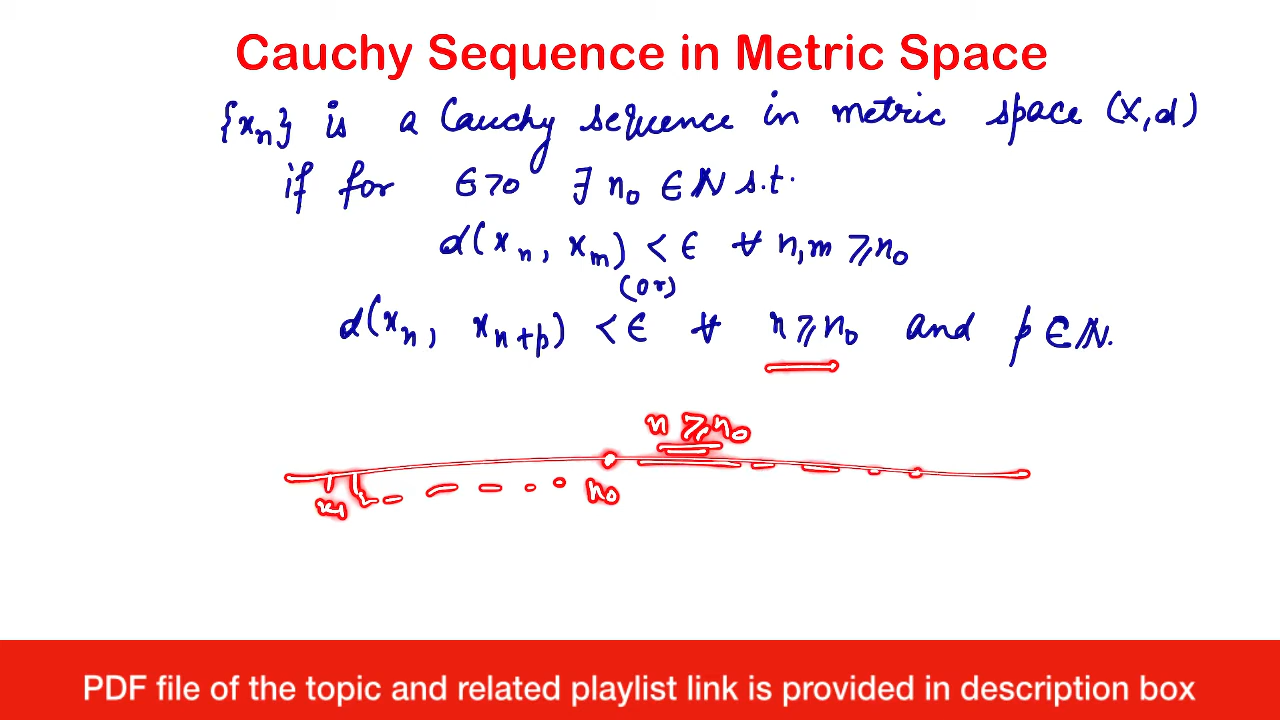 Cauchy Sequence in Metric Space
{xₙ} is a Cauchy sequence in metric space (X,d)
if for ϵ>0 ∃ n₀ ∈ ℕ s.t.
d(xₙ, xₘ) < ϵ ∀ n,m ⩾ n₀
(or)
d(xₙ, xₙ₊ₚ) < ϵ ∀ n ⩾ n₀ and p ∈ ℕ.
n ⩾ n₀
x₁ n₀
PDF file of the topic and related playlist link is provided in description box